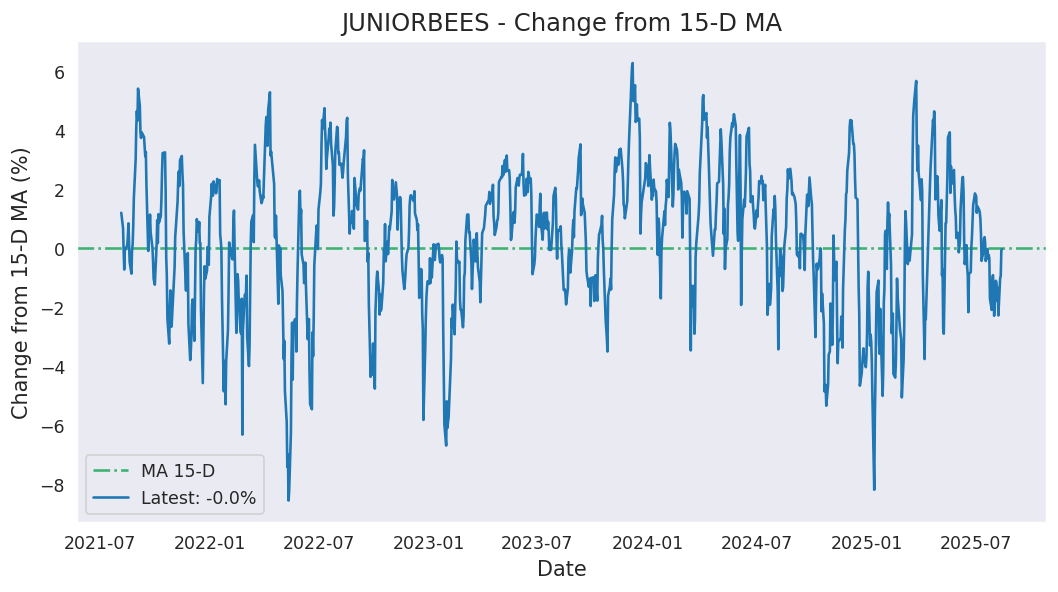 JUNIORBEES - Change from 15-D MA
Change from 15-D MA (%)
6
4
2
0
−2
−4
−6
−8
MA 15-D
Latest: -0.0%
2021-07 2022-01 2022-07 2023-01 2023-07 2024-01 2024-07 2025-01 2025-07
Date